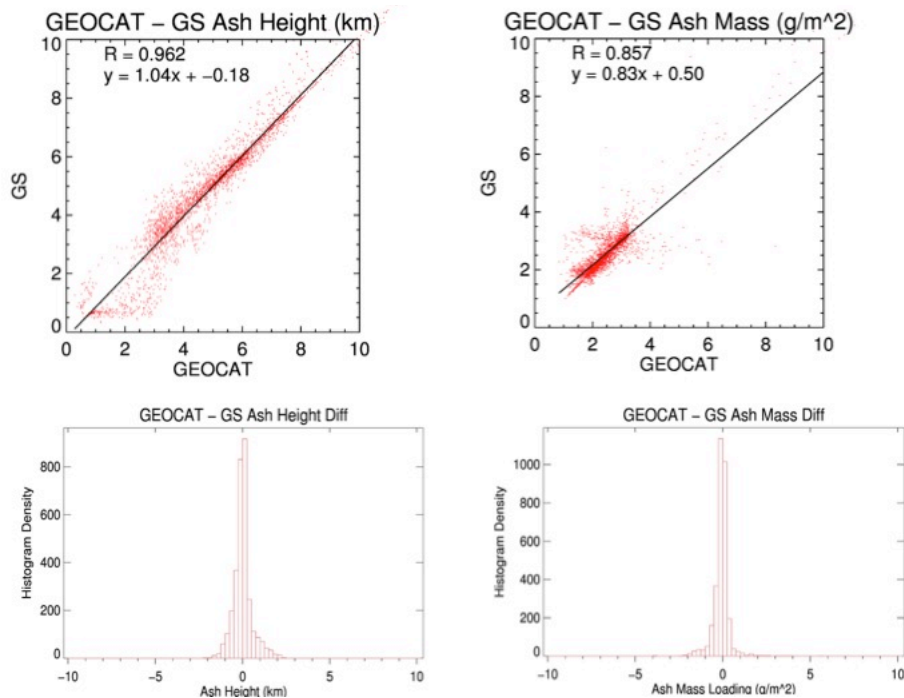 GEOCAT – GS Ash Height (km)
R = 0.962
y = 1.04x + −0.18
10
8
6
4
2
0
GS
0 2 4 6 8 10
GEOCAT
GEOCAT – GS Ash Mass (g/m^2)
R = 0.857
y = 0.83x + 0.50
10
8
6
4
2
0
GS
0 2 4 6 8 10
GEOCAT
GEOCAT – GS Ash Height Diff
800
600
400
200
0
Histogram Density
−10 −5 0 5 10
Ash Height (km)
GEOCAT – GS Ash Mass Diff
1000
800
600
400
200
0
Histogram Density
−10 −5 0 5 10
Ash Mass Loading (g/m^2)